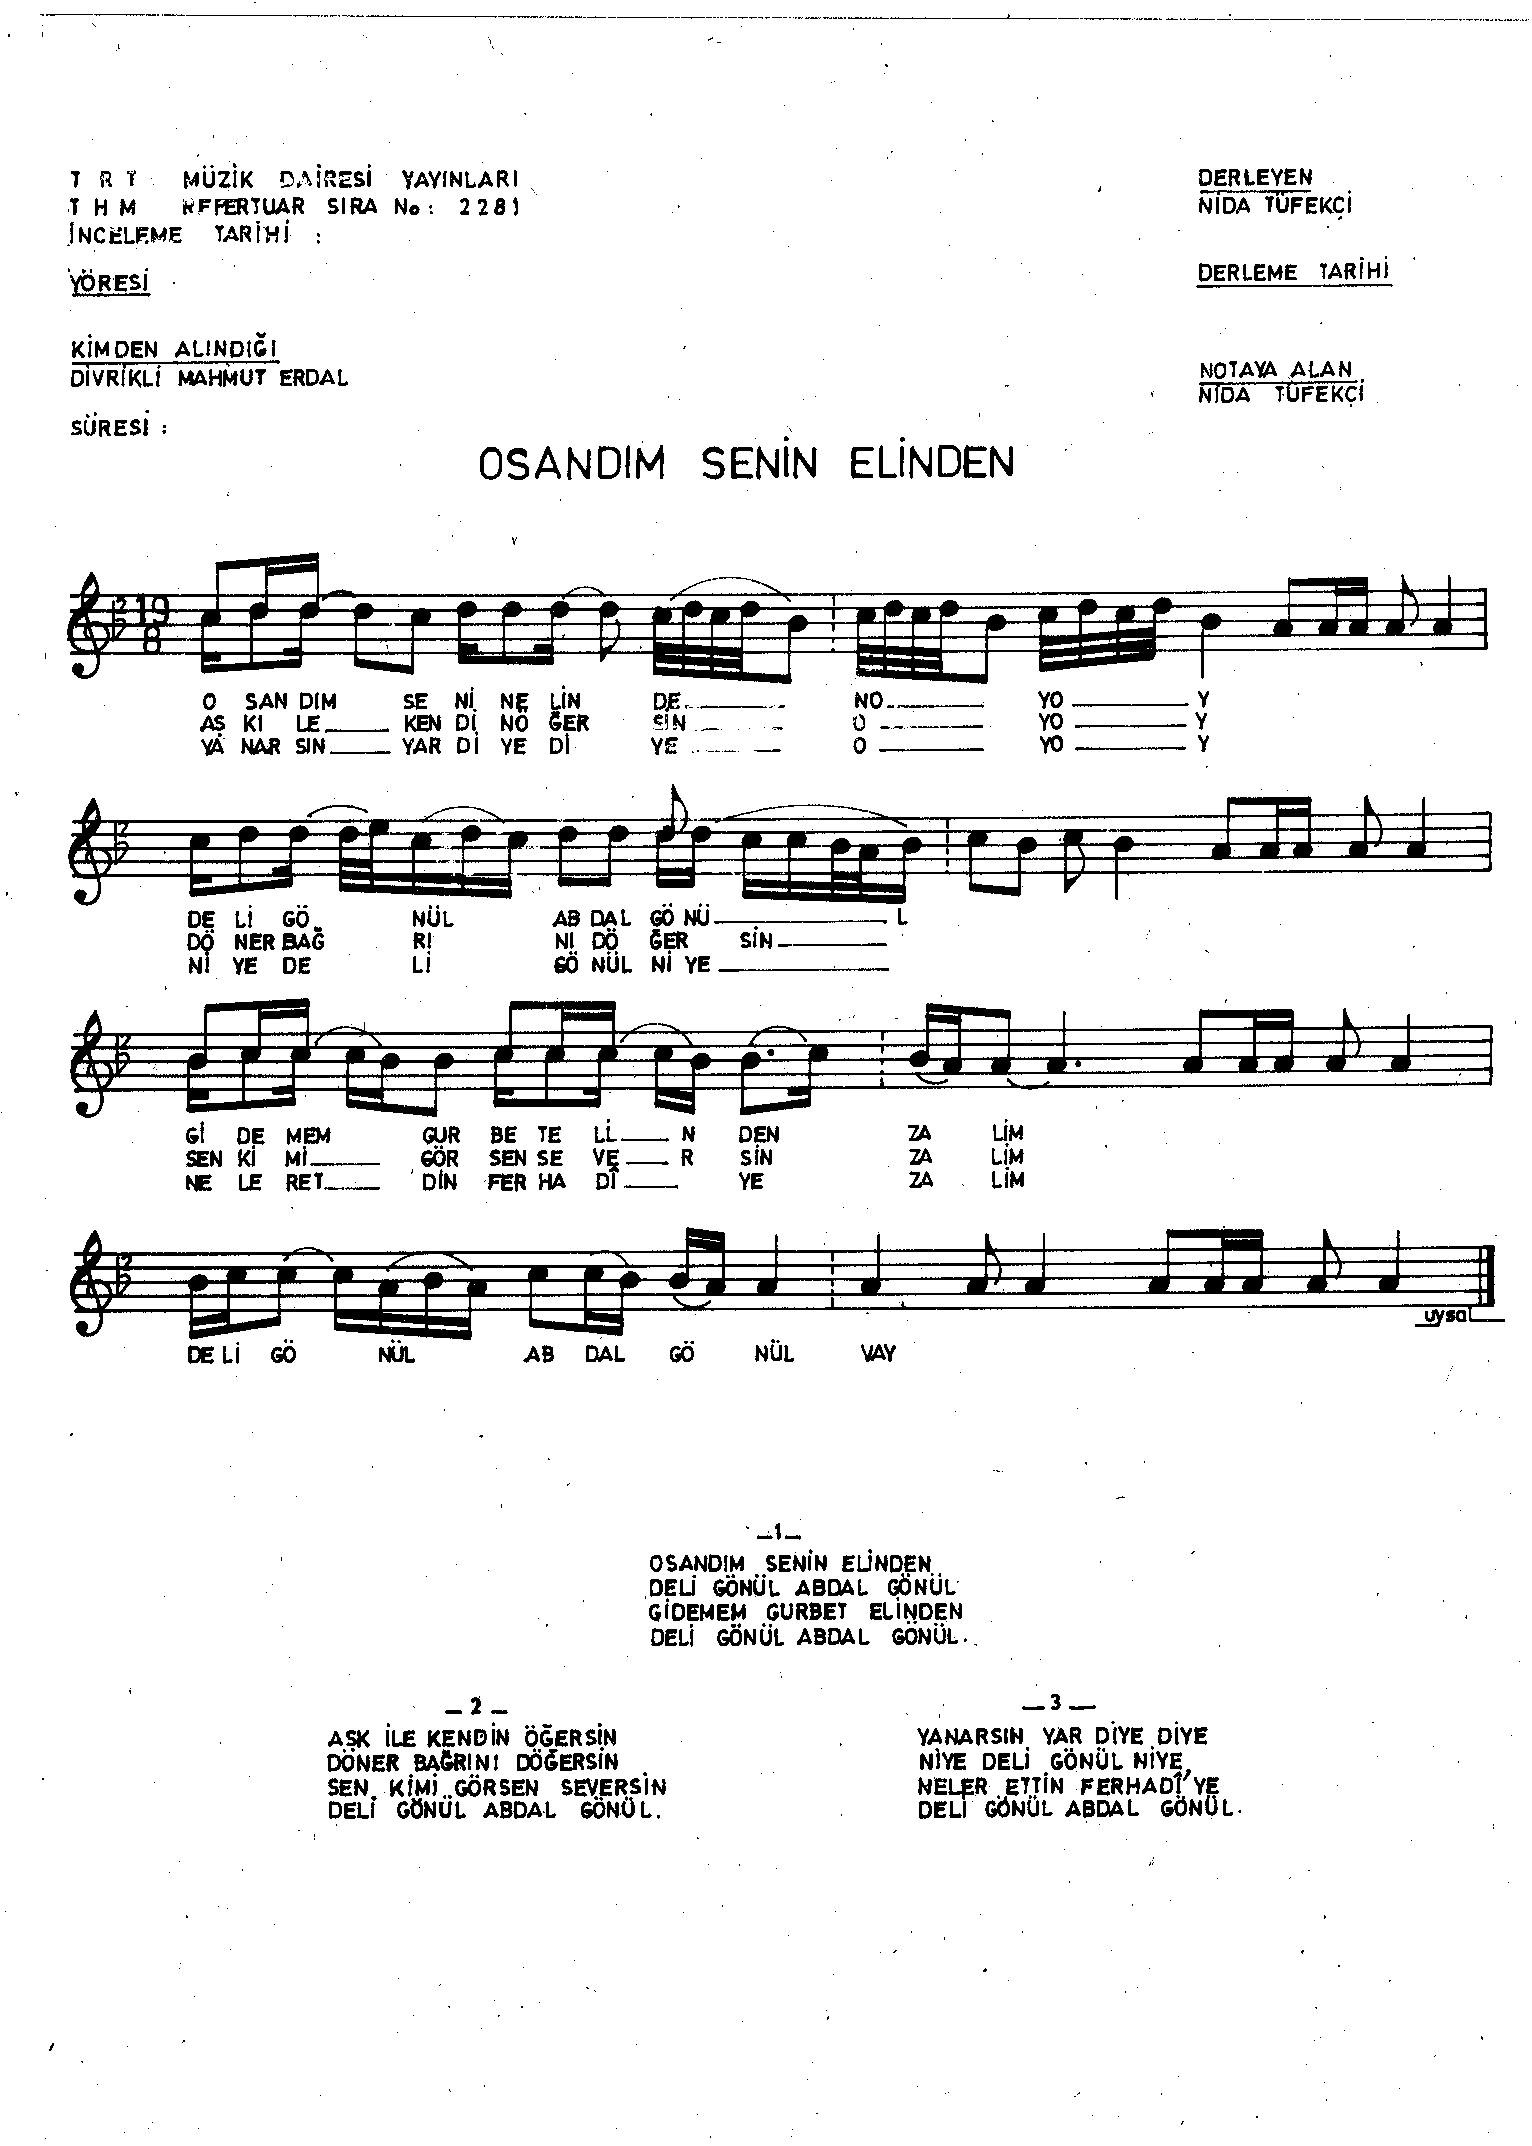 T R T MÜZİK DAİRESİ YAYINLARI
T H M REPERTUAR SIRA No: 2281
İNCELEME TARİHİ :
YÖRESİ
KİMDEN ALINDIĞI
DİVRİKLİ MAHMUT ERDAL
SÜRESİ :
DERLEYEN
NİDA TÜFEKÇİ
DERLEME TARİHİ
NOTAYA ALAN
NİDA TÜFEKÇİ
OSANDIM SENİN ELİNDEN
19
8
O SAN DIM SE Nİ NE LİN DE NO YO Y
AŞ KI LE KEN Dİ NÖ ĞER SİN O YO Y
YA NAR SIN YAR Dİ YE Dİ YE O YO Y
DE Lİ GÖ NÜL AB DAL GÖ NÜ L
DÖ NER BAĞ RI NI DÖ ĞER SİN
Nİ YE DE Lİ GÖ NÜL Nİ YE
Gİ DE MEM GUR BE TE Lİ N DEN ZA LİM
SEN Kİ Mİ GÖR SEN SE VE R SİN ZA LİM
NE LE RET DİN FER HA DÎ YE ZA LİM
DE Lİ GÖ NÜL AB DAL GÖ NÜL VAY
uysal
_1_
OSANDIM SENİN ELİNDEN
DELİ GÖNÜL ABDAL GÖNÜL
GİDEMEM GURBET ELİNDEN
DELİ GÖNÜL ABDAL GÖNÜL.
_ 2 _
AŞK İLE KENDİN ÖĞERSİN
DÖNER BAĞRINI DÖĞERSİN
SEN KİMİ GÖRSEN SEVERSİN
DELİ GÖNÜL ABDAL GÖNÜL.
_ 3 _
YANARSIN YAR DİYE DİYE
NİYE DELİ GÖNÜL NİYE
NELER ETTİN FERHADÎ'YE
DELİ GÖNÜL ABDAL GÖNÜL.